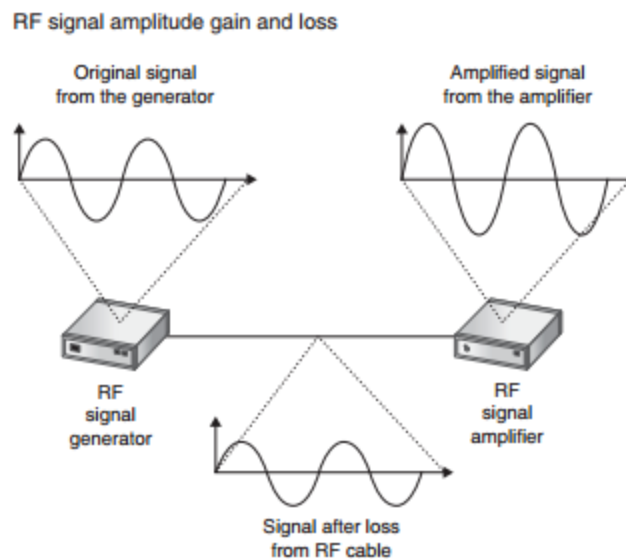 RF signal amplitude gain and loss
Original signal
from the generator
Amplified signal
from the amplifier
RF
signal
generator
RF
signal
amplifier
Signal after loss
from RF cable